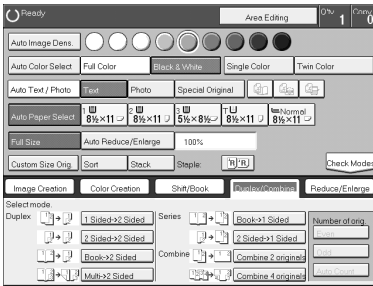 Ready
Area Editing
Q'ty 1
Copy 0
Auto Image Dens.
Auto Color Select Full Color Black & White Single Color Twin Color
Auto Text / Photo Text Photo Special Original
Auto Paper Select 1 8½×11 2 8½×11 3 5½×8½ T 8½×11 Normal 8½×11
Full Size Auto Reduce/Enlarge 100%
Custom Size Orig. Sort Stack Staple: R R Check Modes
Image Creation Color Creation Shift/Book Duplex/Combine Reduce/Enlarge
Select mode.
Duplex 1 Sided→2 Sided Series Book→1 Sided Number of orig.
2 Sided→2 Sided 2 Sided→1 Sided Even
Book→2 Sided Combine Combine 2 originals Odd
Multi→2 Sided Combine 4 originals Auto Count